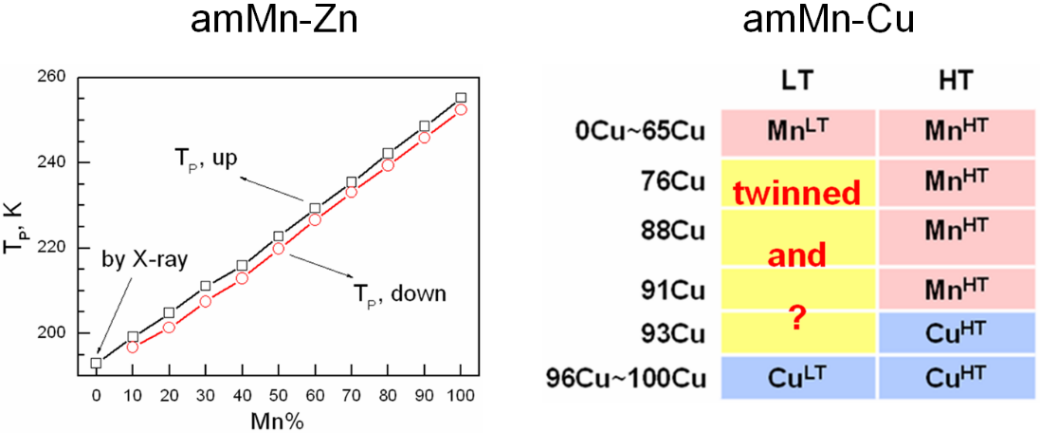 amMn-Zn
260
240
220
200
T_P, K
T_P, up
by X-ray
T_P, down
0 10 20 30 40 50 60 70 80 90 100
Mn%
amMn-Cu
LT HT
0Cu~65Cu Mn^LT Mn^HT
76Cu twinned Mn^HT
88Cu and Mn^HT
91Cu Mn^HT
93Cu ? Cu^HT
96Cu~100Cu Cu^LT Cu^HT